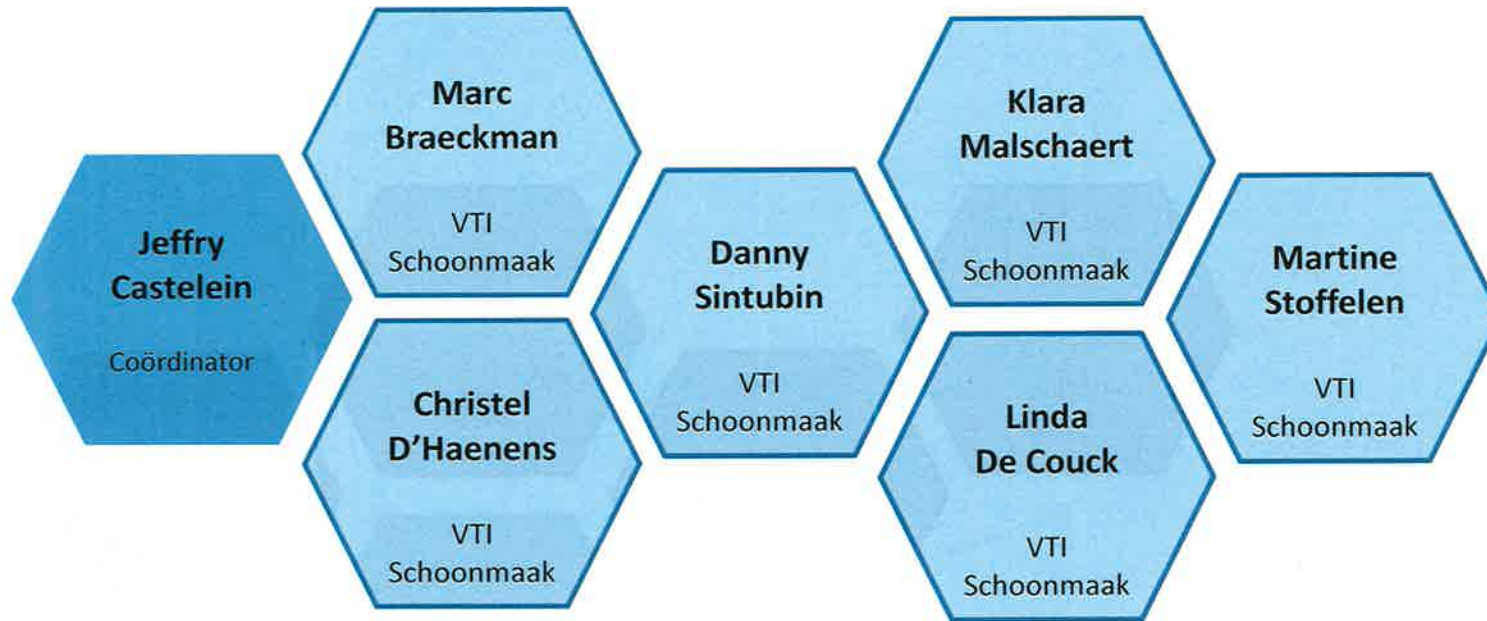 Jeffry
Castelein
Coördinator
Marc
Braeckman
VTI
Schoonmaak
Christel
D'Haenens
VTI
Schoonmaak
Danny
Sintubin
VTI
Schoonmaak
Klara
Malschaert
VTI
Schoonmaak
Linda
De Couck
VTI
Schoonmaak
Martine
Stoffelen
VTI
Schoonmaak